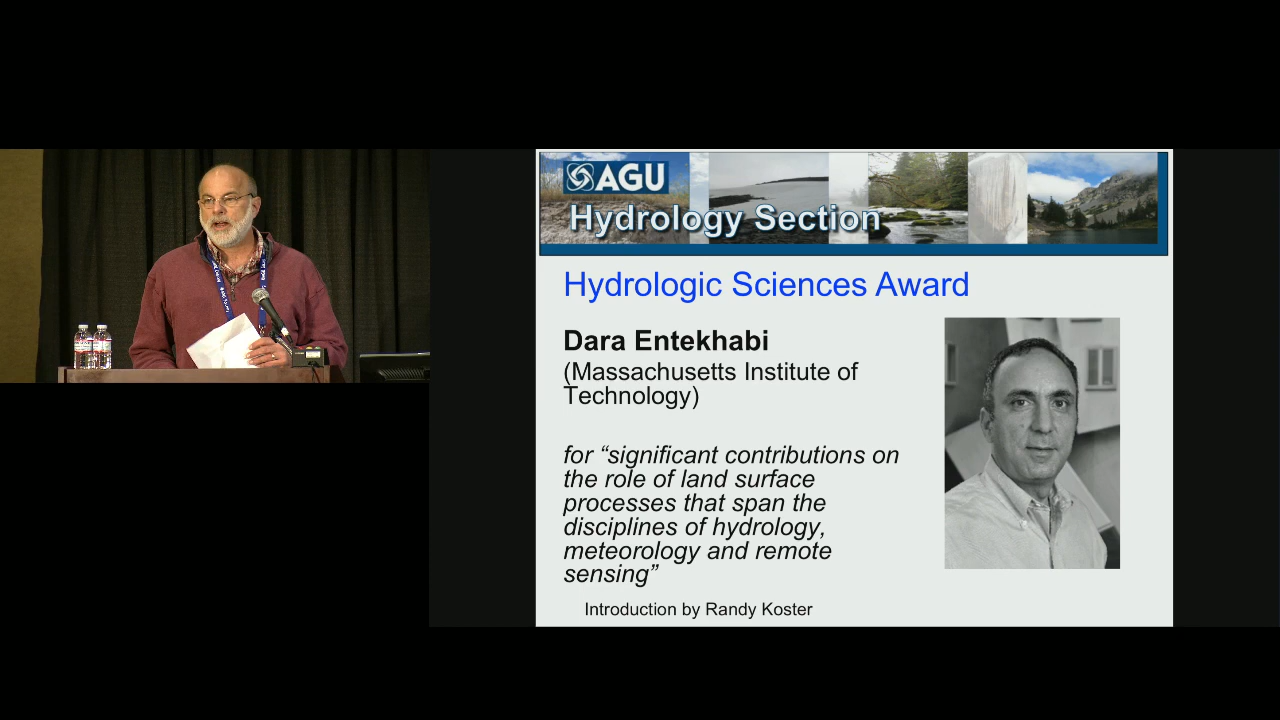 AGU
Hydrology Section
Hydrologic Sciences Award
Dara Entekhabi
(Massachusetts Institute of
Technology)
for “significant contributions on
the role of land surface
processes that span the
disciplines of hydrology,
meteorology and remote
sensing”
Introduction by Randy Koster